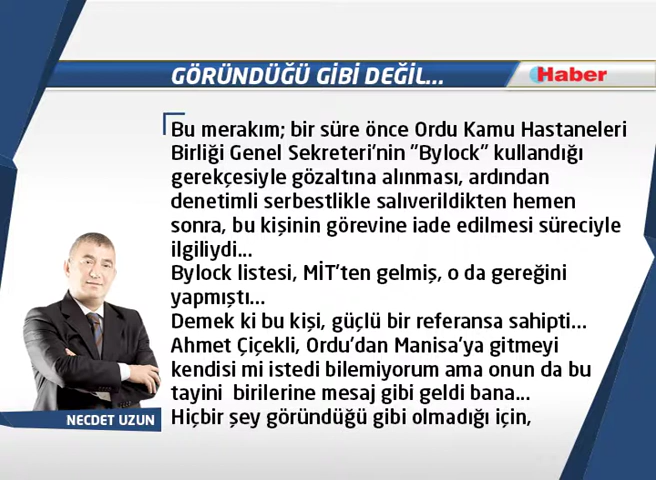 GÖRÜNDÜĞÜ GİBİ DEĞİL...
Haber
Bu merakım; bir süre önce Ordu Kamu Hastaneleri
Birliği Genel Sekreteri'nin "Bylock" kullandığı
gerekçesiyle gözaltına alınması, ardından
denetimli serbestlikle salıverildikten hemen
sonra, bu kişinin görevine iade edilmesi süreciyle
ilgiliydi...
Bylock listesi, MİT'ten gelmiş, o da gereğini
yapmıştı...
Demek ki bu kişi, güçlü bir referansa sahipti...
Ahmet Çiçekli, Ordu'dan Manisa'ya gitmeyi
kendisi mi istedi bilemiyorum ama onun da bu
tayini birilerine mesaj gibi geldi bana...
Hiçbir şey göründüğü gibi olmadığı için,
NECDET UZUN